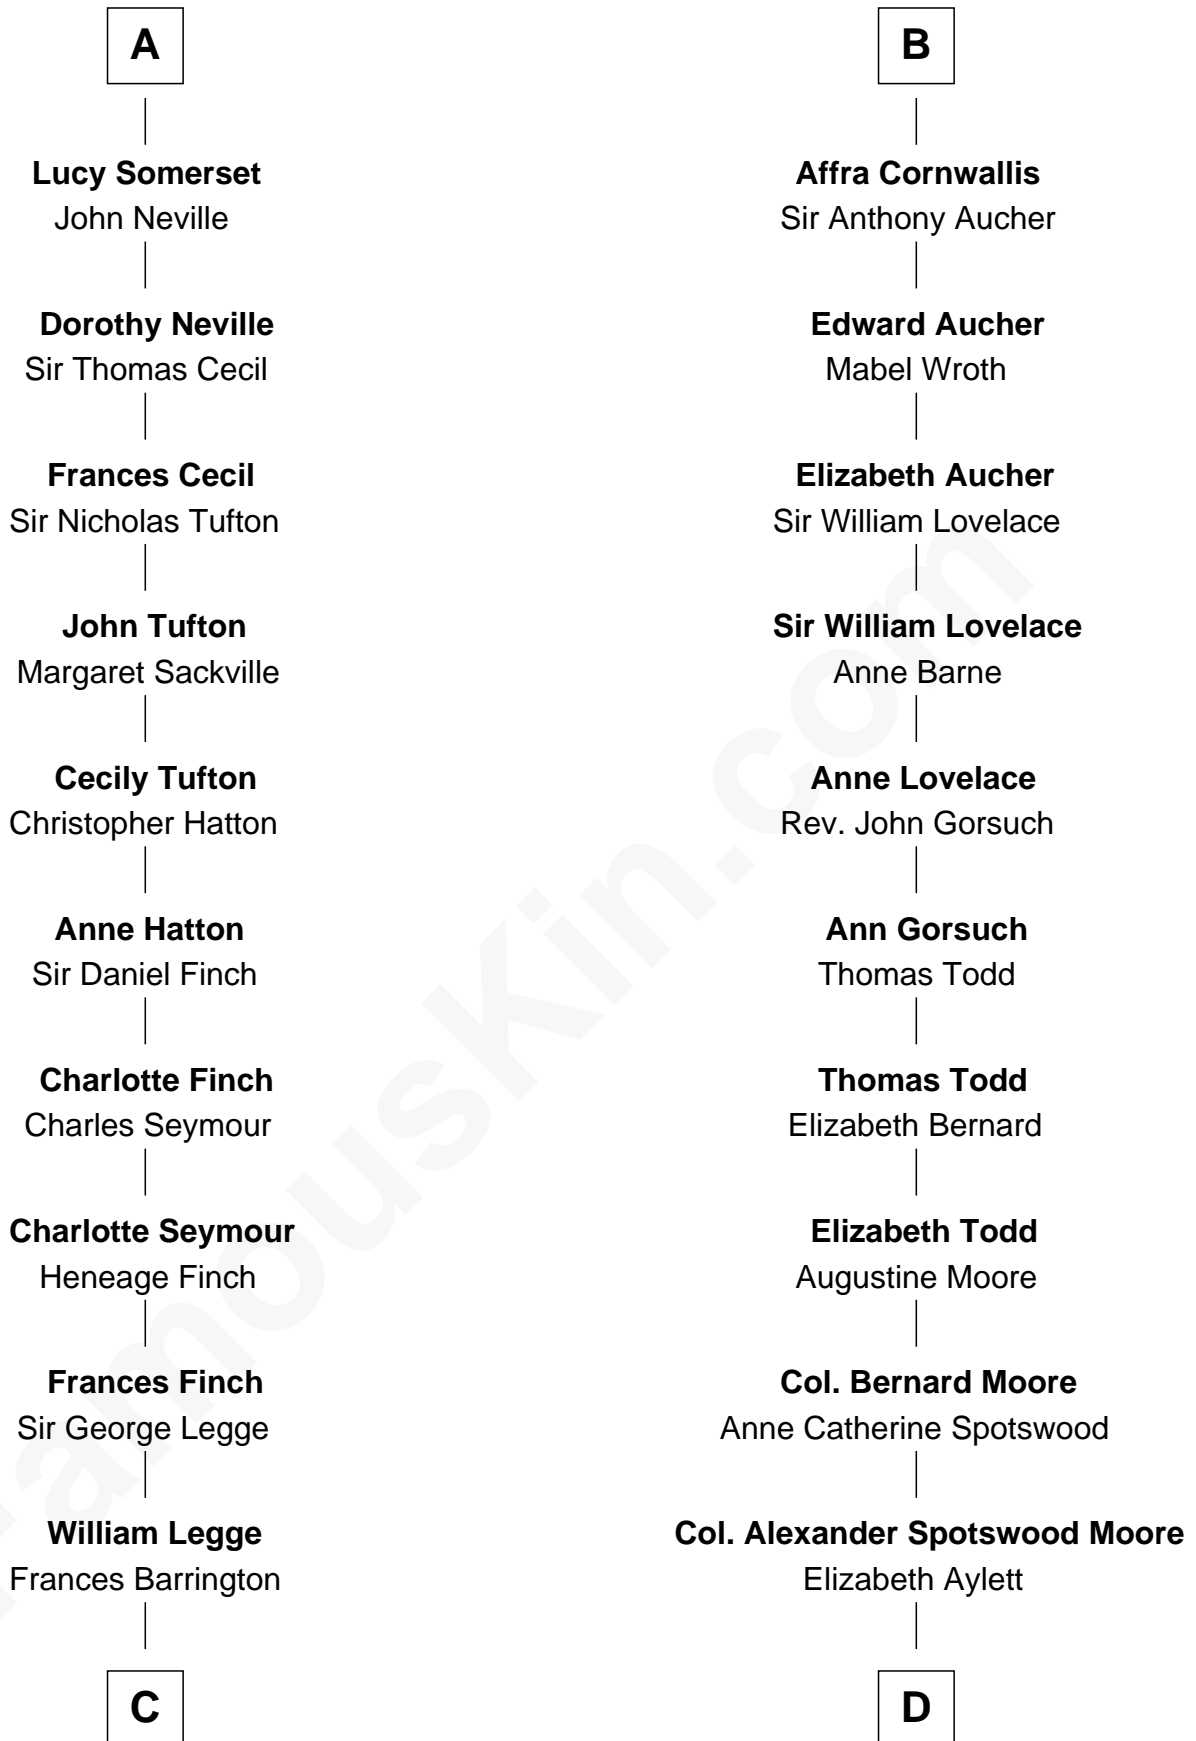 A
Lucy Somerset
John Neville
Dorothy Neville
Sir Thomas Cecil
Frances Cecil
Sir Nicholas Tufton
John Tufton
Margaret Sackville
Cecily Tufton
Christopher Hatton
Anne Hatton
Sir Daniel Finch
Charlotte Finch
Charles Seymour
Charlotte Seymour
Heneage Finch
Frances Finch
Sir George Legge
William Legge
Frances Barrington
C
B
Affra Cornwallis
Sir Anthony Aucher
Edward Aucher
Mabel Wroth
Elizabeth Aucher
Sir William Lovelace
Sir William Lovelace
Anne Barne
Anne Lovelace
Rev. John Gorsuch
Ann Gorsuch
Thomas Todd
Thomas Todd
Elizabeth Bernard
Elizabeth Todd
Augustine Moore
Col. Bernard Moore
Anne Catherine Spotswood
Col. Alexander Spotswood Moore
Elizabeth Aylett
D
FamousKin.com